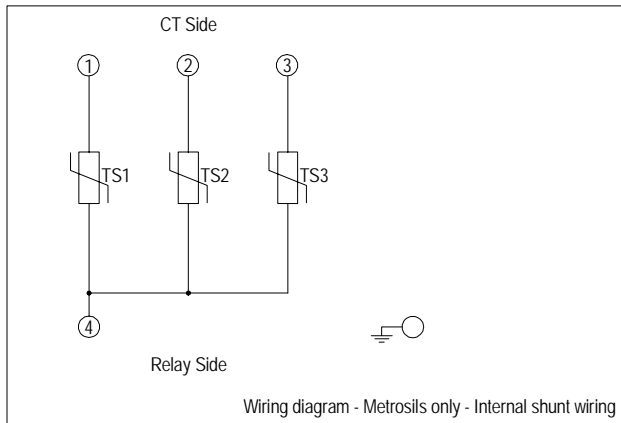 CT Side
1 2 3
TS1 TS2 TS3
4
Relay Side
Wiring diagram - Metrosils only - Internal shunt wiring